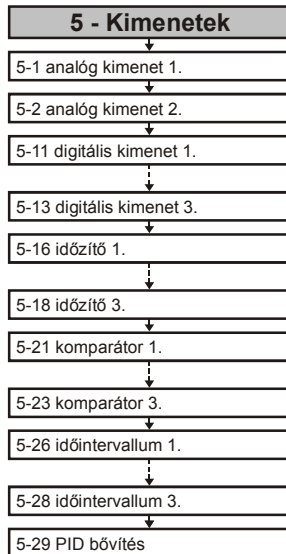 5 - Kimenetek
5-1 analóg kimenet 1.
5-2 analóg kimenet 2.
5-11 digitális kimenet 1.
5-13 digitális kimenet 3.
5-16 időzítő 1.
5-18 időzítő 3.
5-21 komparátor 1.
5-23 komparátor 3.
5-26 időintervallum 1.
5-28 időintervallum 3.
5-29 PID bővítés